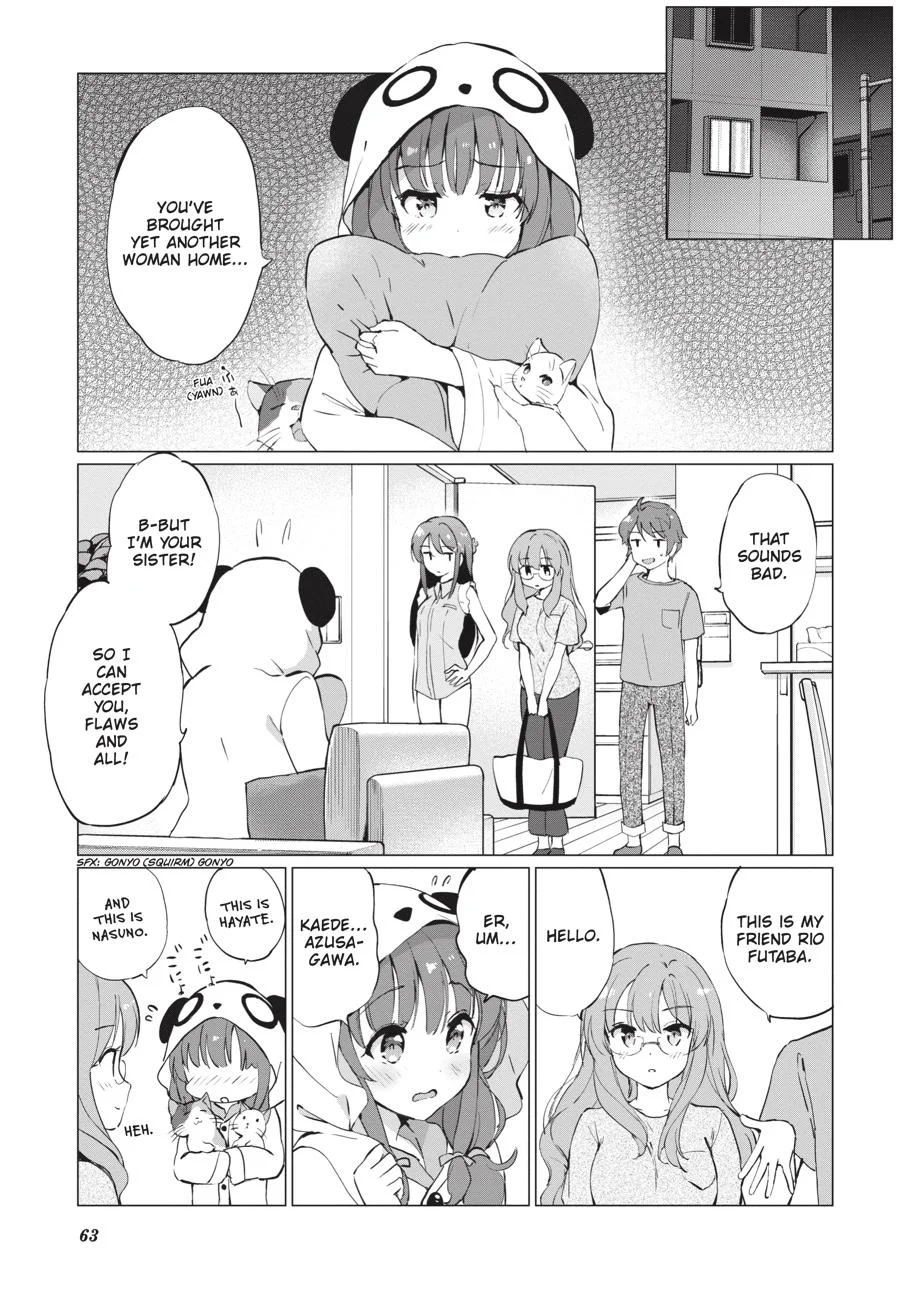 YOU'VE
BROUGHT
YET ANOTHER
WOMAN HOME...
FUA
(YAWN)
ふぁ
THAT
SOUNDS
BAD.
B-BUT
I'M YOUR
SISTER!
SO I
CAN
ACCEPT
YOU,
FLAWS
AND
ALL!
SFX: GONYO (SQUIRM) GONYO
THIS IS MY
FRIEND RIO
FUTABA.
HELLO.
ER,
UM...
KAEDE...
AZUSA-
GAWA.
THIS IS
HAYATE.
AND
THIS IS
NASUNO.
HEH.
63